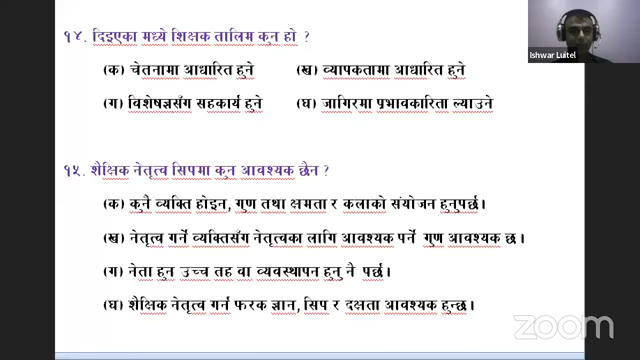 १४. दिइएका मध्ये शिक्षक तालिम कुन हो ?
(क) चेतनामा आधारित हुने (ख) व्यापकतामा आधारित हुने
(ग) विशेषज्ञसँग सहकार्य हुने (घ) जागिरमा प्रभावकारिता ल्याउने
१५. शैक्षिक नेतृत्व सिपमा कुन आवश्यक छैन ?
(क) कुनै व्यक्ति होइन, गुण तथा क्षमता र कलाको संयोजन हुनुपर्छ।
(ख) नेतृत्व गर्ने व्यक्तिसँग नेतृत्वका लागि आवश्यक पर्ने गुण आवश्यक छ।
(ग) नेता हुन उच्च तह वा व्यवस्थापन हुनु नै पर्छ।
(घ) शैक्षिक नेतृत्व गर्न फरक ज्ञान, सिप र दक्षता आवश्यक हुन्छ।
Ishwar Luitel
zoom